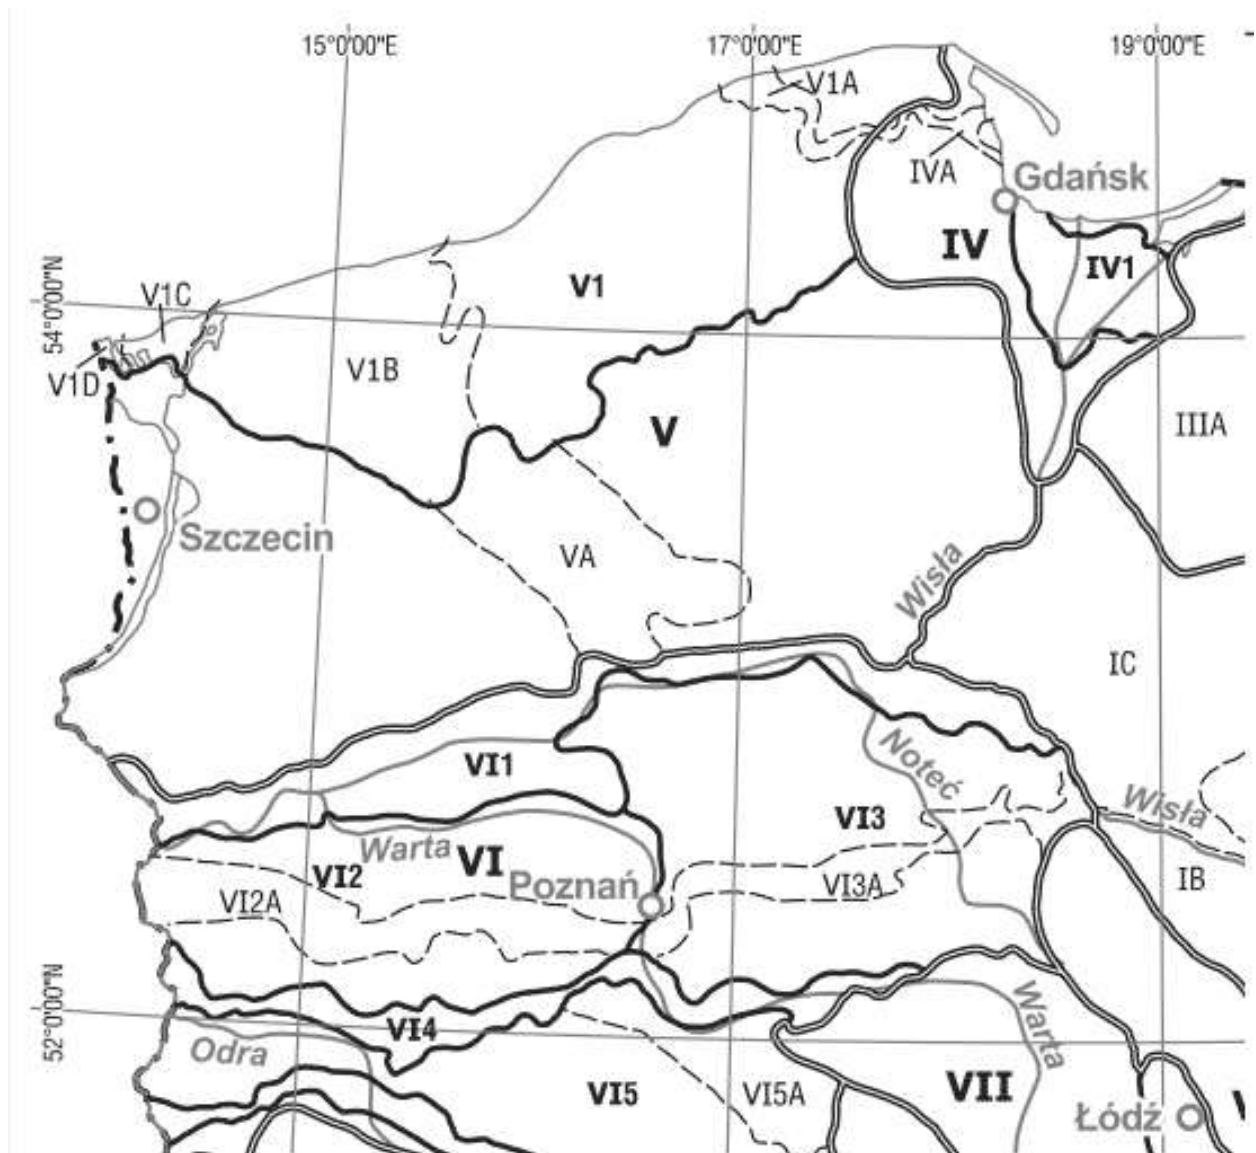 15°0'00"E
17°0'00"E
19°0'00"E
V1A
IVA
Gdańsk
IV
IV1
54°0'00"N
V1C
V1
V1D
V1B
V
IIIA
Szczecin
VA
Wisła
IC
VI1
Noteć
Wisła
VI3
Warta
VI
VI2
Poznań
VI3A
IB
VI2A
52°0'00"N
VI4
Warta
Odra
VII
VI5
VI5A
Łódź